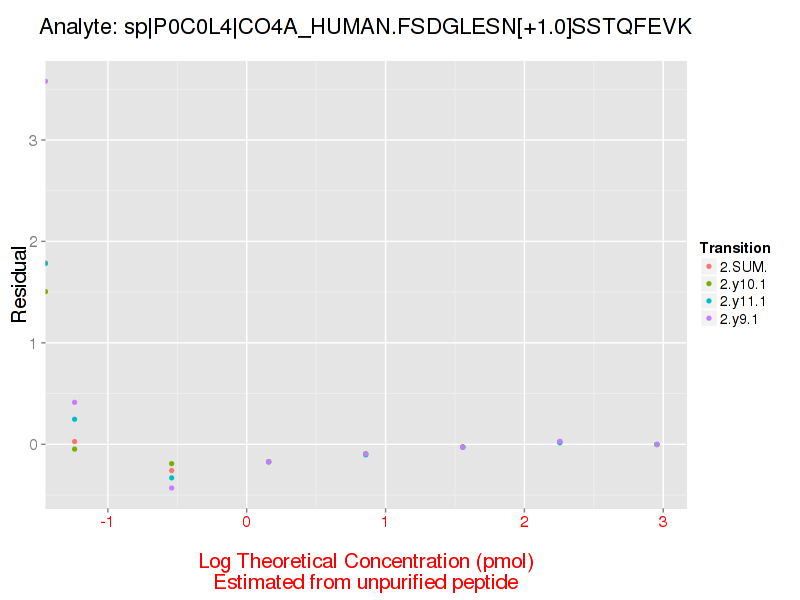 Analyte: sp|P0C0L4|CO4A_HUMAN.FSDGLESN[+1.0]SSTQFEVK
Residual
3
2
1
0
-1
0
1
2
3
Log Theoretical Concentration (pmol)
Estimated from unpurified peptide
Transition
2.SUM.
2.y10.1
2.y11.1
2.y9.1